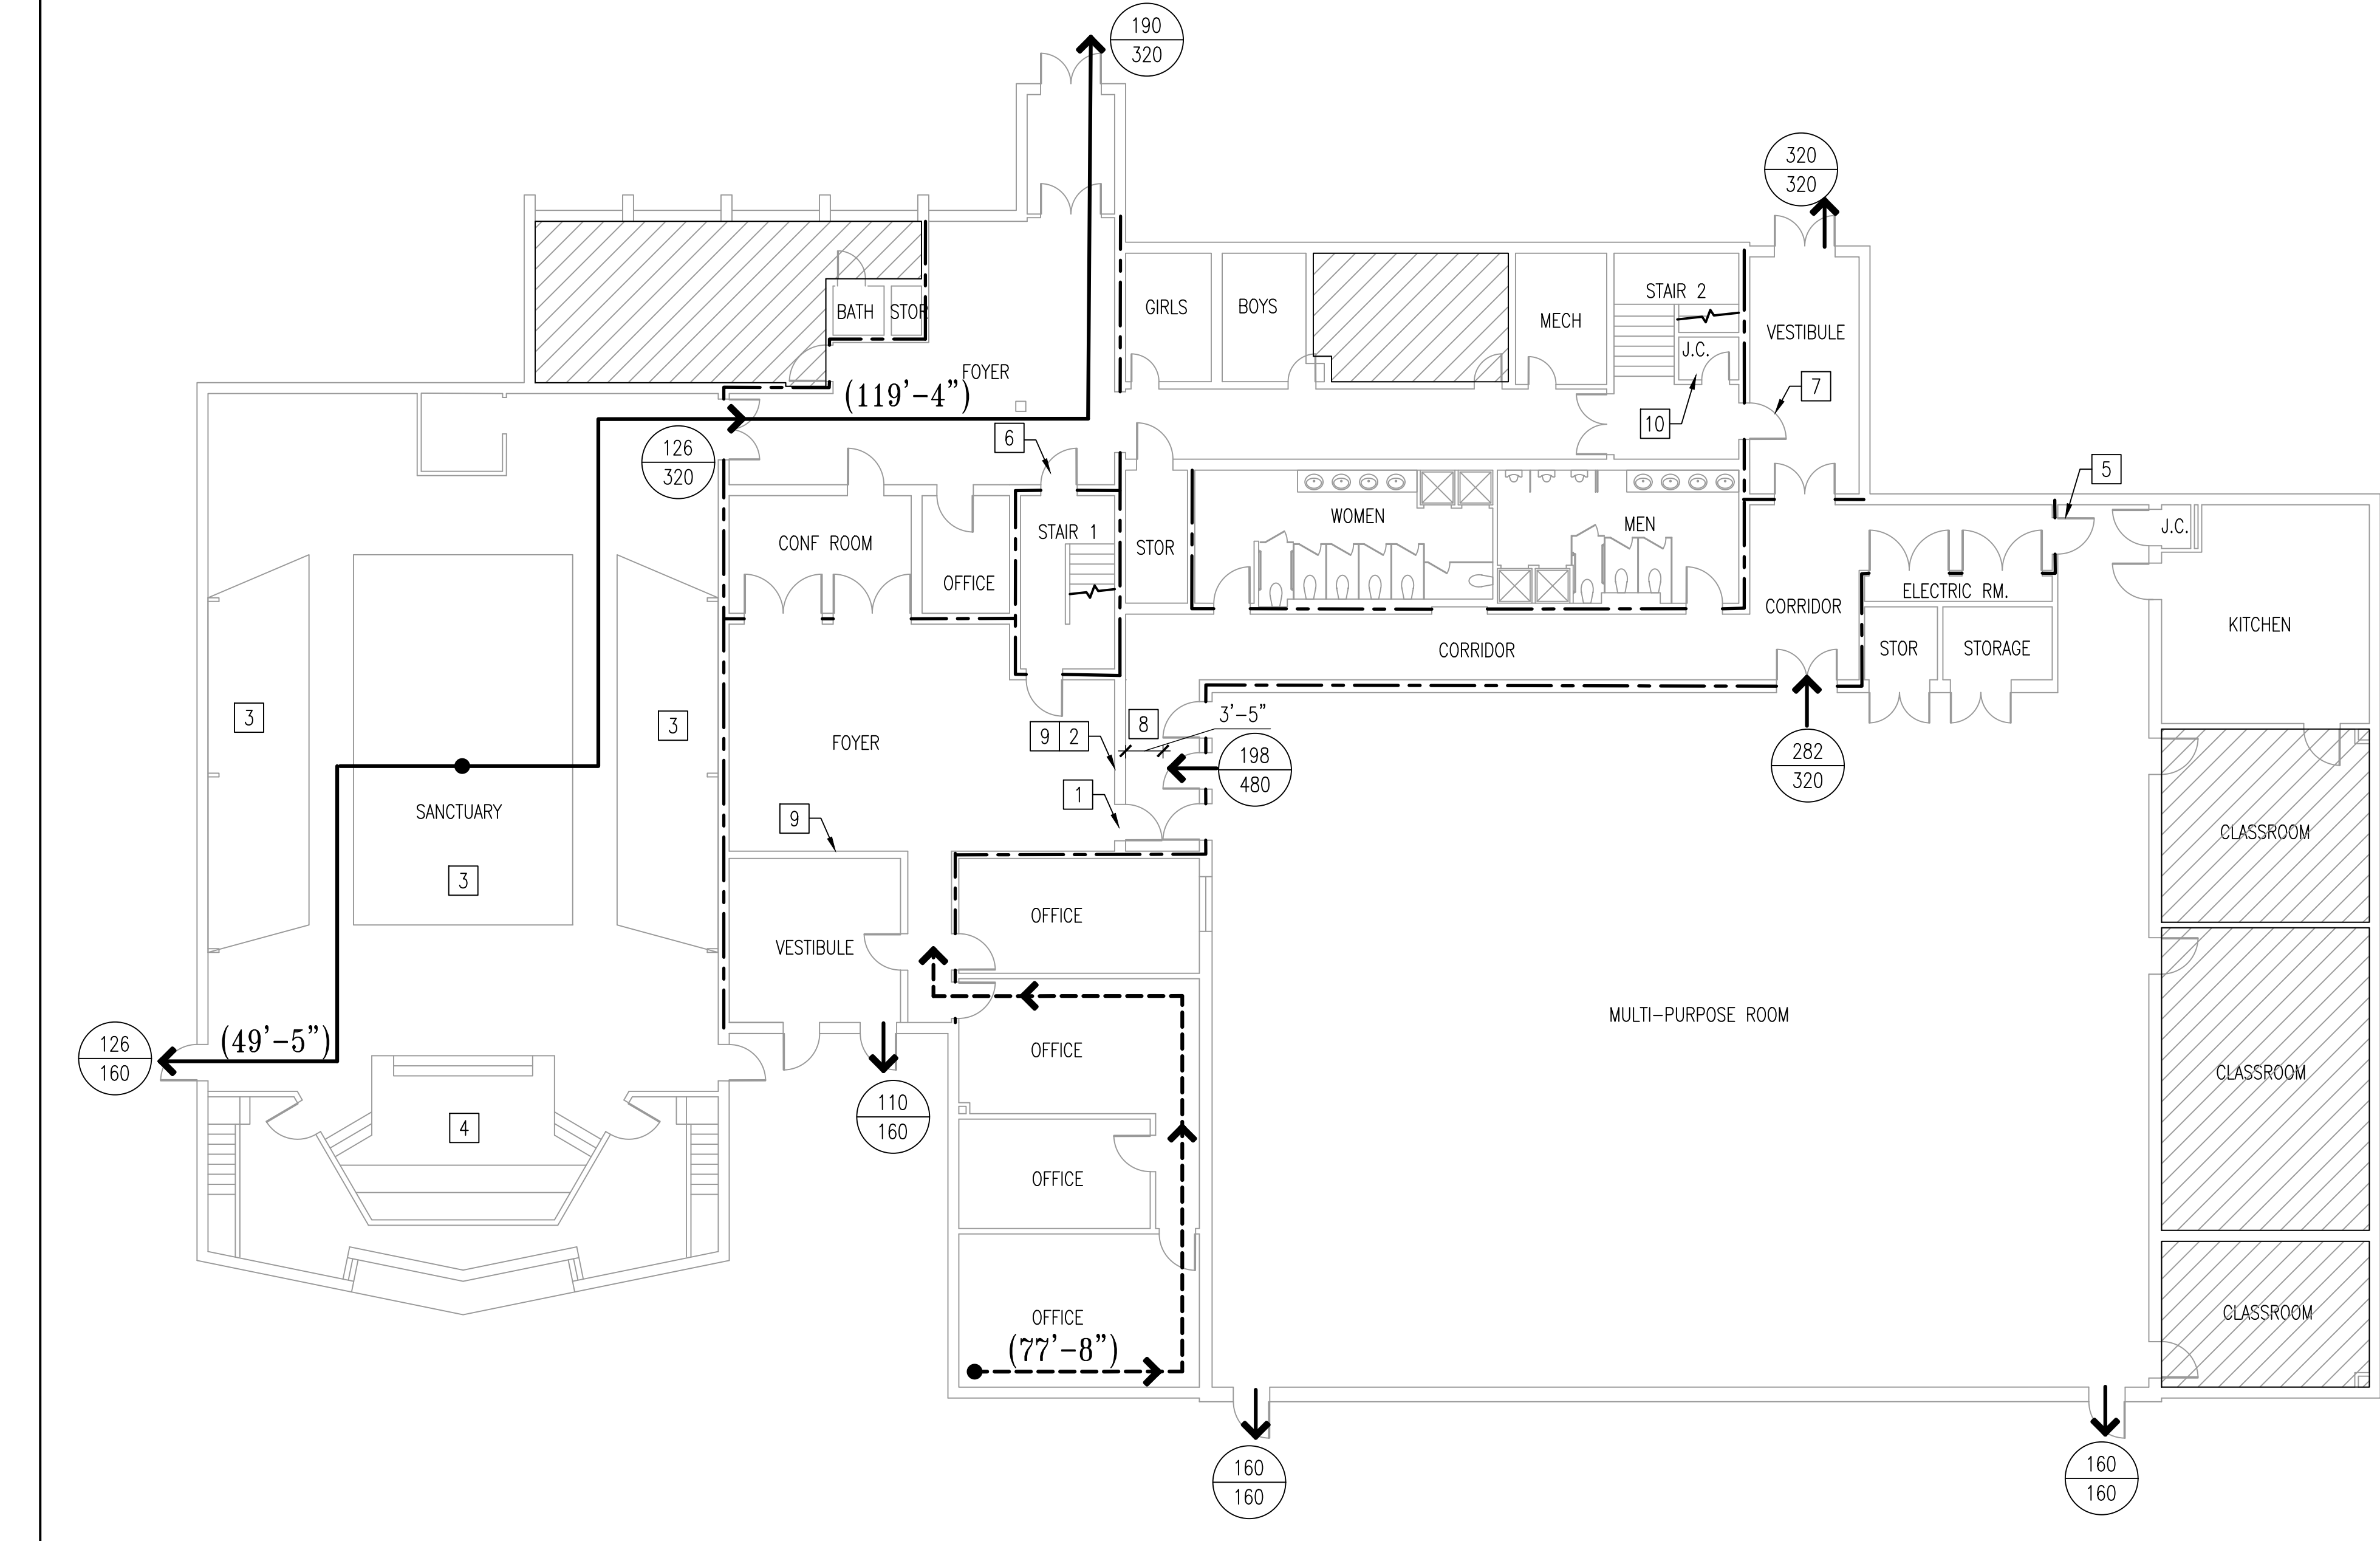 190
320
320
320
BATH
STOR
FOYER
GIRLS
BOYS
MECH
STAIR 2
J.C.
VESTIBULE
(119'-4")
7
10
126
320
6
5
CONF ROOM
OFFICE
STAIR 1
STOR
WOMEN
MEN
J.C.
ELECTRIC RM.
CORRIDOR
KITCHEN
CORRIDOR
STOR
STORAGE
3
3
FOYER
9 2
8
3'-5"
198
480
282
320
1
SANCTUARY
9
3
CLASSROOM
OFFICE
VESTIBULE
MULTI-PURPOSE ROOM
(49'-5")
126
160
OFFICE
CLASSROOM
110
160
4
OFFICE
OFFICE
(77'-8")
CLASSROOM
160
160
160
160